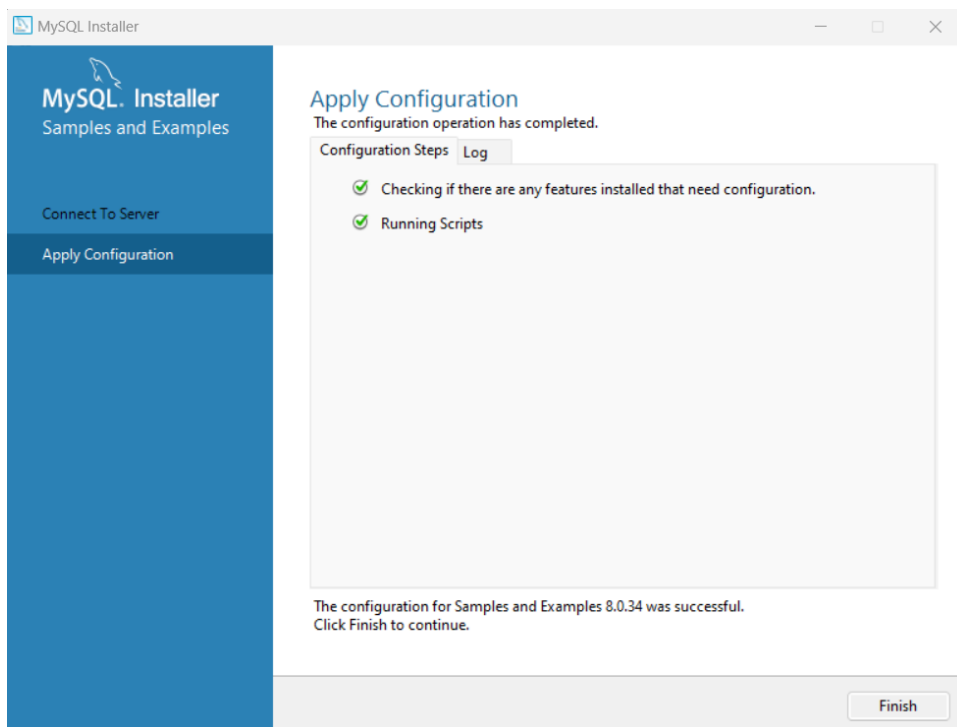 MySQL Installer
MySQL. Installer
Samples and Examples
Connect To Server
Apply Configuration
Apply Configuration
The configuration operation has completed.
Configuration Steps Log
Checking if there are any features installed that need configuration.
Running Scripts
The configuration for Samples and Examples 8.0.34 was successful.
Click Finish to continue.
Finish